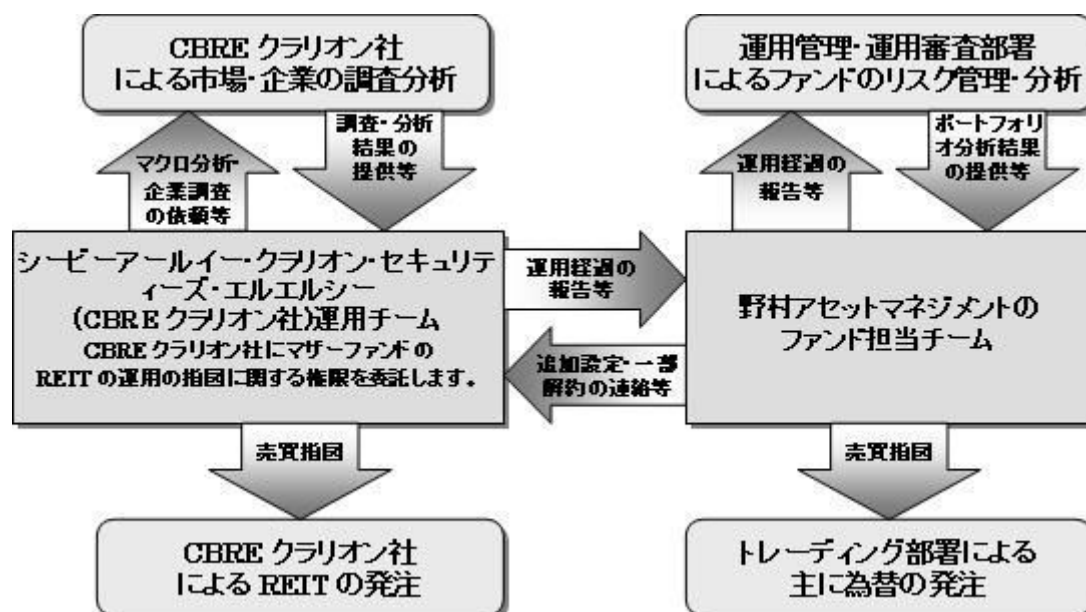 CBRE クラリオン社
による市場・企業の調査分析
運用管理・運用審査部署
によるファンドのリスク管理・分析
マクロ分析・
企業調査
の依頼等
調査・分析
結果の
提供等
運用経過の
報告等
ポートフォリ
オ分析結果
の提供等
シービーアールイー・クラリオン・セキュリテ
ィーズ・エルエルシー
(CBRE クラリオン社)運用チーム
CBRE クラリオン社にマザーファンドの
REIT の運用の指図に関する権限を委託します。
運用経過の
報告等
追加設定・一部
解約の連絡等
野村アセットマネジメントの
ファンド担当チーム
売買指図
売買指図
CBRE クラリオン社
による REIT の発注
トレーディング部署による
主に為替の発注